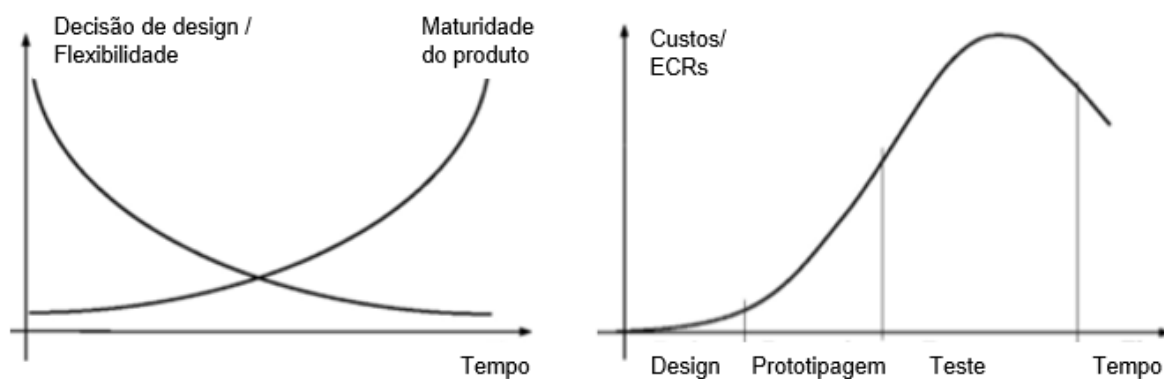 Decisão de design /
Flexibilidade
Maturidade
do produto
Tempo
Custos/
ECRs
Design
Prototipagem
Teste
Tempo